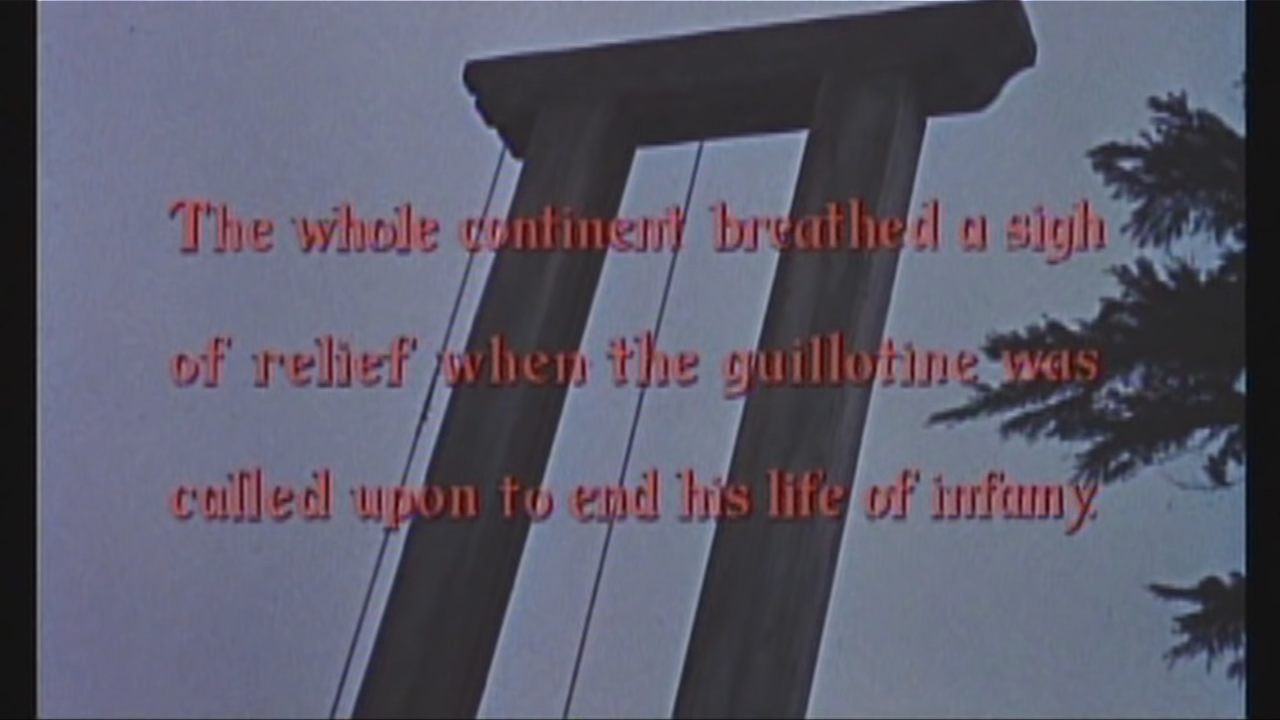 The whole continent breathed a sigh
of relief when the guillotine was
called upon to end his life of infamy.